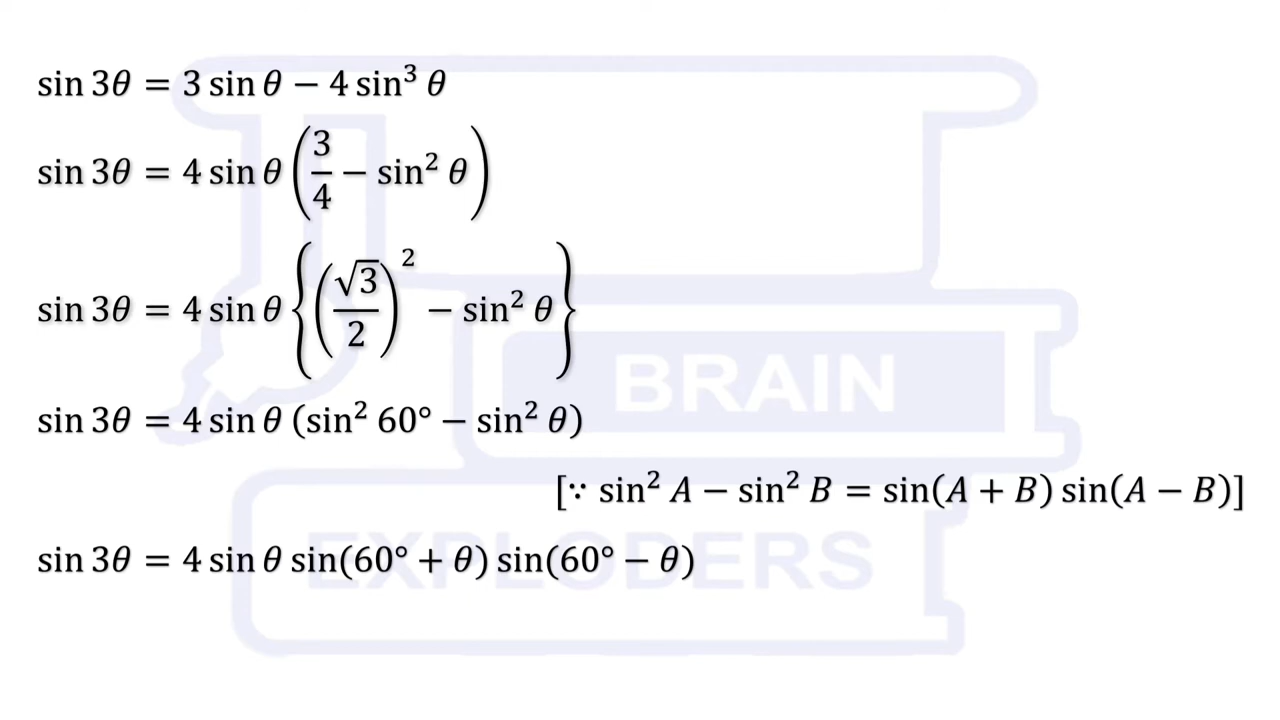 sin 3θ = 3 sin θ − 4 sin³ θ
sin 3θ = 4 sin θ (3/4 − sin² θ)
sin 3θ = 4 sin θ {(√3/2)² − sin² θ}
BRAIN
sin 3θ = 4 sin θ (sin² 60° − sin² θ)
[∵ sin² A − sin² B = sin(A + B) sin(A − B)]
sin 3θ = 4 sin θ sin(60° + θ) sin(60° − θ)
EXPLODERS